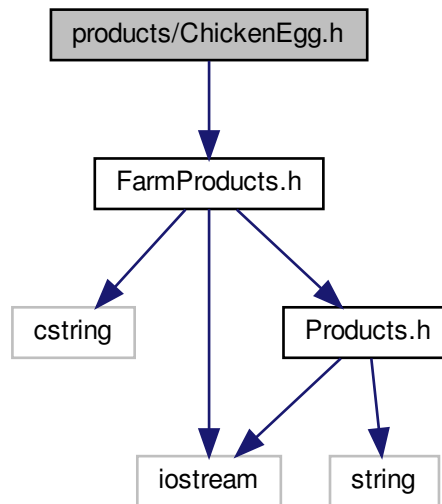 products/ChickenEgg.h
FarmProducts.h
cstring
Products.h
iostream
string